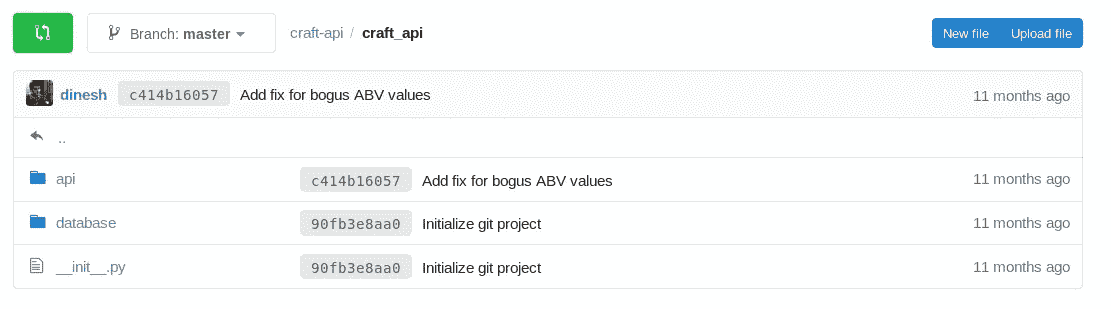 Branch: master craft-api / craft_api New file Upload file
dinesh c414b16057 Add fix for bogus ABV values 11 months ago
..
api c414b16057 Add fix for bogus ABV values 11 months ago
database 90fb3e8aa0 Initialize git project 11 months ago
__init__.py 90fb3e8aa0 Initialize git project 11 months ago